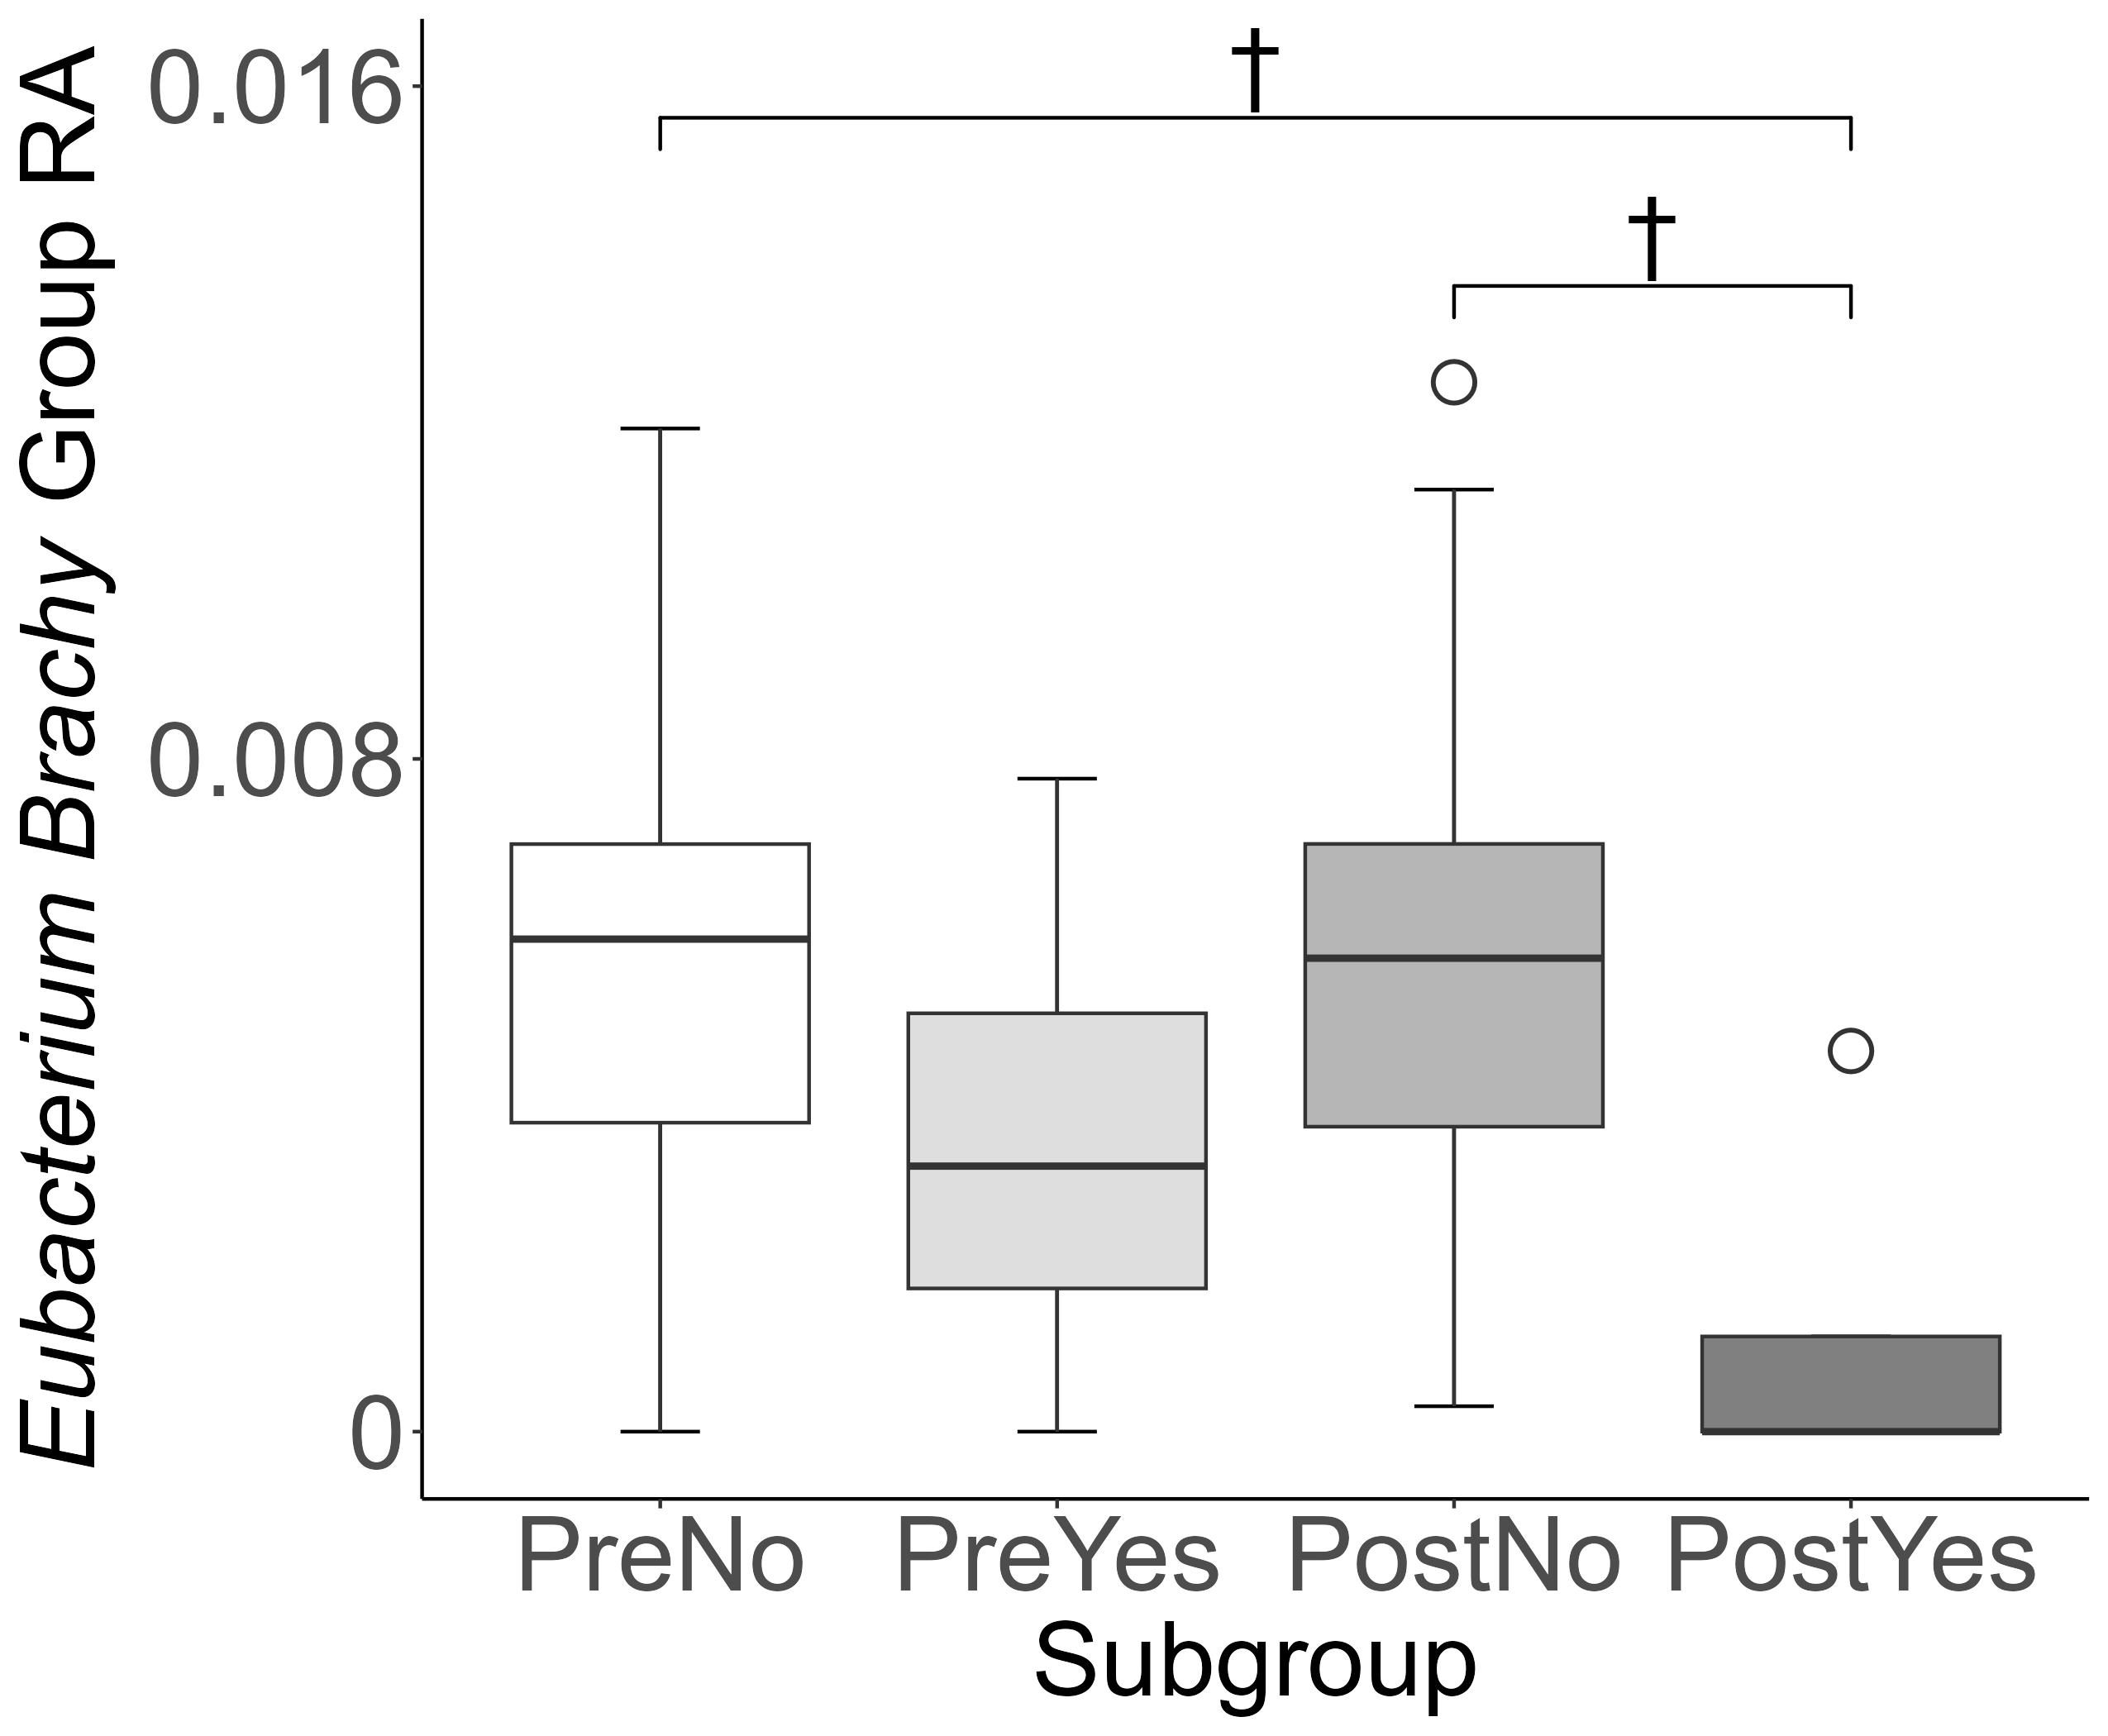 Eubacterium Brachy Group RA
0.016
0.008
0
†
†
PreNo PreYes PostNo PostYes
Subgroup